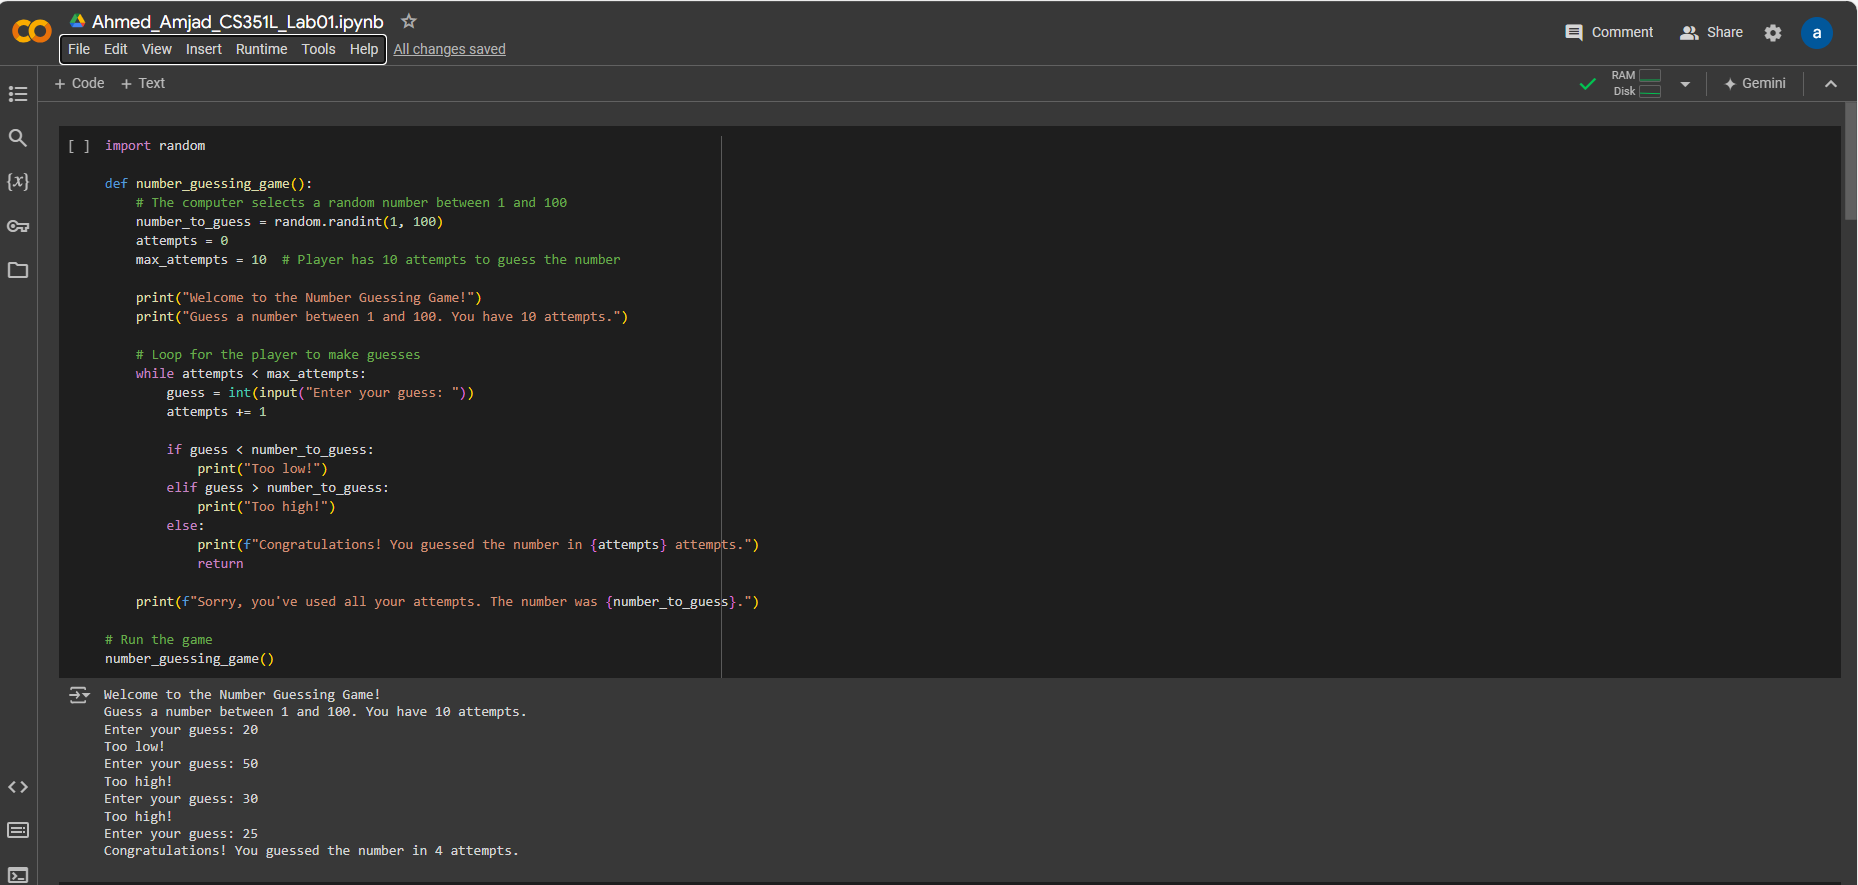 Ahmed_Amjad_CS351L_Lab01.ipynb
File Edit View Insert Runtime Tools Help All changes saved
Comment Share a
+ Code + Text
RAM
Disk
Gemini
[ ] import random
def number_guessing_game():
    # The computer selects a random number between 1 and 100
    number_to_guess = random.randint(1, 100)
    attempts = 0
    max_attempts = 10  # Player has 10 attempts to guess the number
    print("Welcome to the Number Guessing Game!")
    print("Guess a number between 1 and 100. You have 10 attempts.")
    # Loop for the player to make guesses
    while attempts < max_attempts:
        guess = int(input("Enter your guess: "))
        attempts += 1
        if guess < number_to_guess:
            print("Too low!")
        elif guess > number_to_guess:
            print("Too high!")
        else:
            print(f"Congratulations! You guessed the number in {attempts} attempts.")
            return
    print(f"Sorry, you've used all your attempts. The number was {number_to_guess}.")
# Run the game
number_guessing_game()
Welcome to the Number Guessing Game!
Guess a number between 1 and 100. You have 10 attempts.
Enter your guess: 20
Too low!
Enter your guess: 50
Too high!
Enter your guess: 30
Too high!
Enter your guess: 25
Congratulations! You guessed the number in 4 attempts.